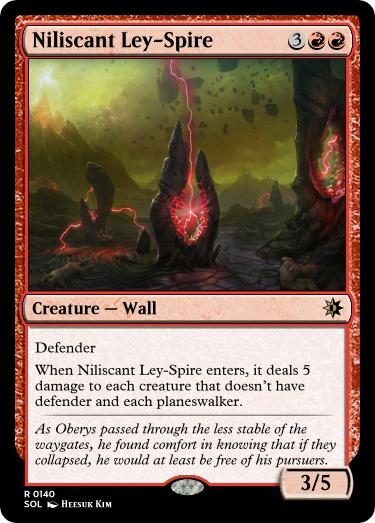 Niliscant Ley-Spire 3
Creature — Wall
Defender
When Niliscant Ley-Spire enters, it deals 5
damage to each creature that doesn't have
defender and each planeswalker.
As Oberys passed through the less stable of the
waygates, he found comfort in knowing that if they
collapsed, he would at least be free of his pursuers.
3/5
R 0140
SOL HEESUK KIM